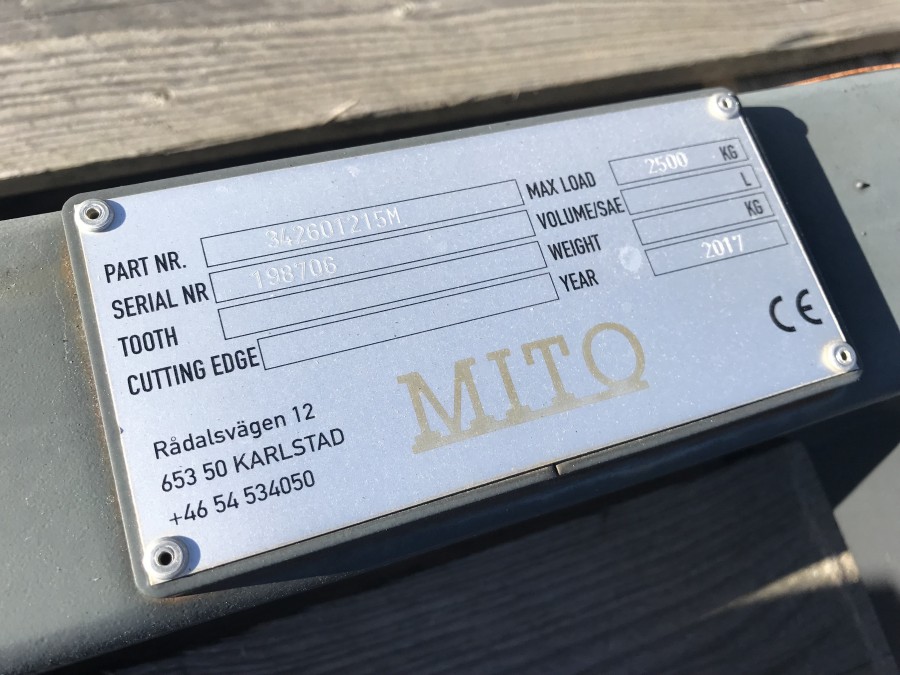 PART NR. 342601215M
SERIAL NR 198706
TOOTH
CUTTING EDGE
MAX LOAD 2500 KG
VOLUME/SAE L
WEIGHT KG
YEAR 2017
MITO
CE
Rådalsvägen 12
653 50 KARLSTAD
+46 54 534050